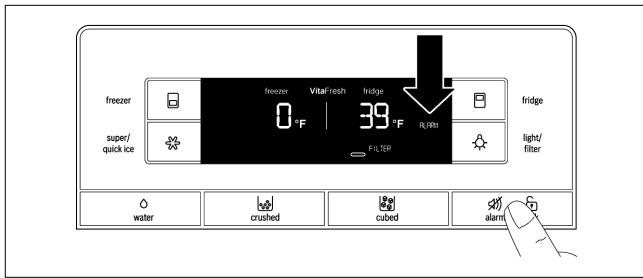 freezer VitaFresh fridge
freezer
0 °F
39 °F
ALARM
fridge
super/
quick ice
FILTER
light/
filter
water
crushed
cubed
alarm